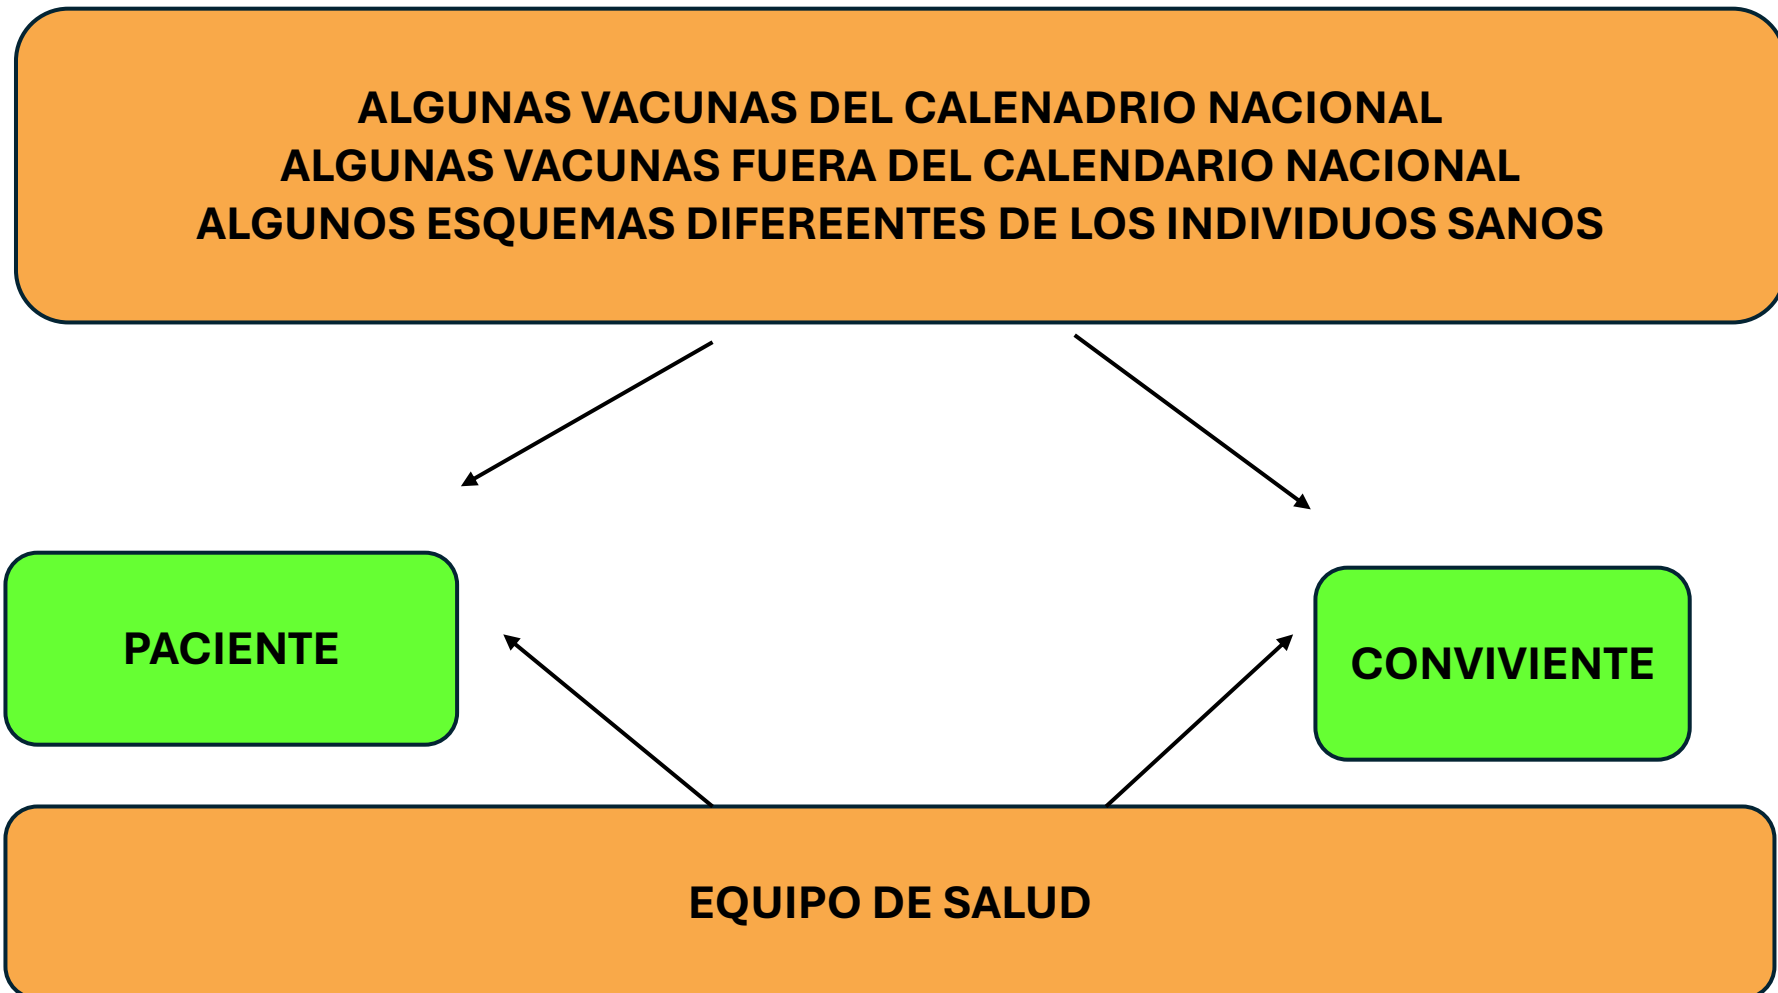 ALGUNAS VACUNAS DEL CALENADRIO NACIONAL
ALGUNAS VACUNAS FUERA DEL CALENDARIO NACIONAL
ALGUNOS ESQUEMAS DIFEREENTES DE LOS INDIVIDUOS SANOS
PACIENTE
CONVIVIENTE
EQUIPO DE SALUD